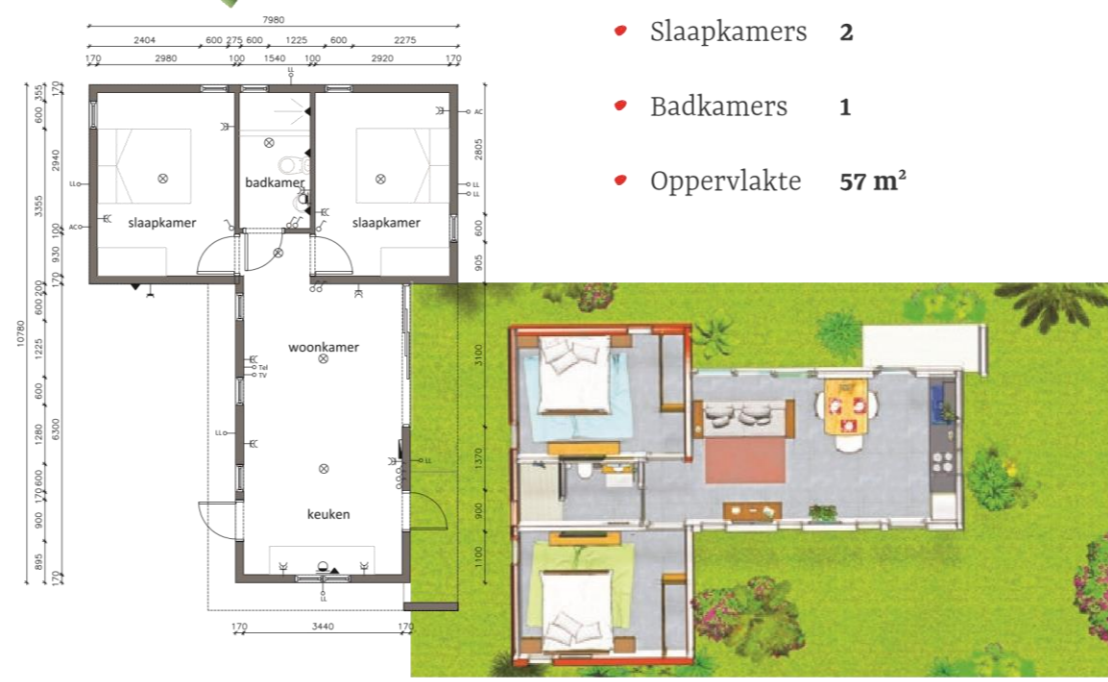 Slaapkamers 2
Badkamers 1
Oppervlakte 57 m²
7980
2404 600 275 600 1225 600 2275
170 2980 100 1540 100 2920 170
LL
355 170
600
AC
2940
2805
badkamer
LL
LL
LL
3355
slaapkamer
slaapkamer
AC
100
600
930
905
170
200
600
10780
1225
woonkamer
3100
Tel
TV
600
1280
6300
LL
LL
1370
600
170
keuken
900
900
895
1100
170
LL
170 3440 170